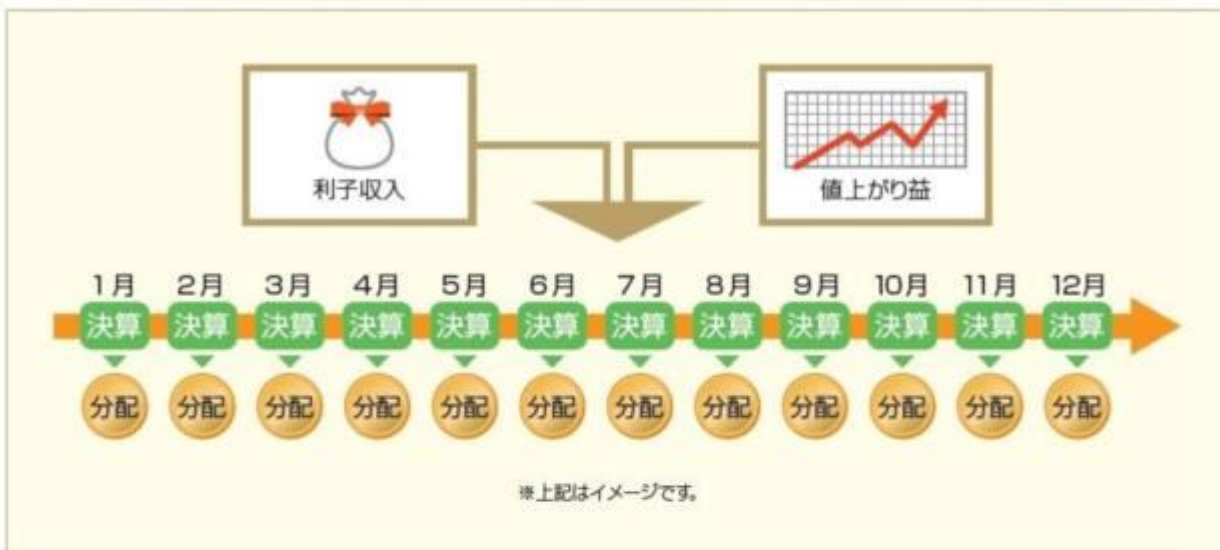 利子収入
値上がり益
1月 2月 3月 4月 5月 6月 7月 8月 9月 10月 11月 12月
決算 決算 決算 決算 決算 決算 決算 決算 決算 決算 決算 決算
分配 分配 分配 分配 分配 分配 分配 分配 分配 分配 分配 分配
※上記はイメージです。